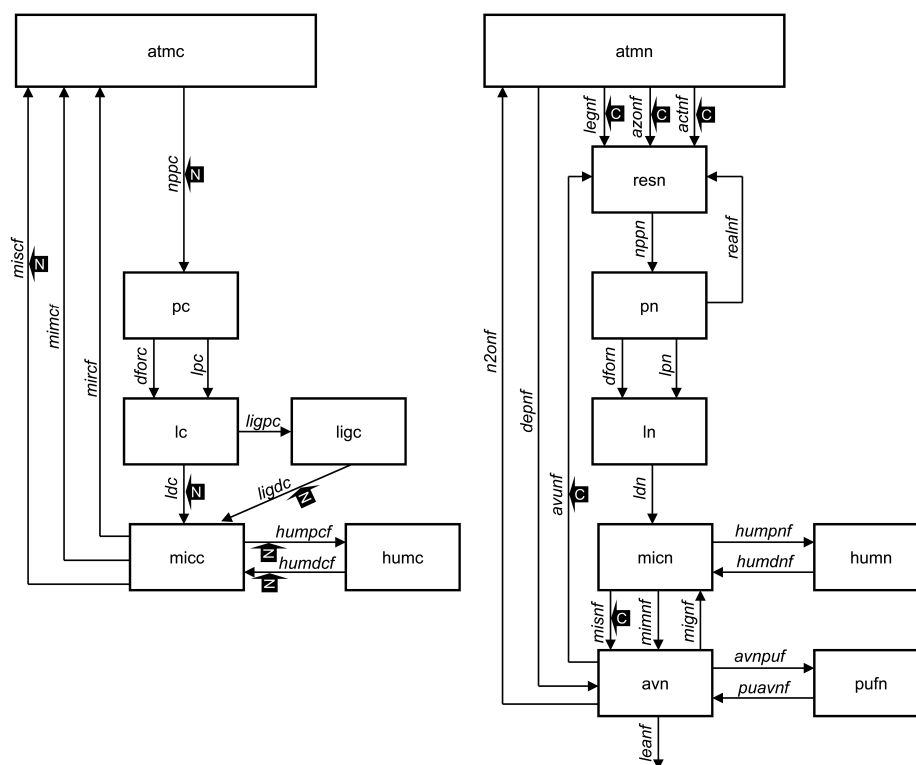 atmc
nppc
N
miscf
N
mimcf
mircf
pc
dforc
lpc
lc
ligpc
ligc
ldc
N
ligdc
N
micc
humpcf
N
humdcf
N
humc
atmn
legnf
C
azonf
C
actnf
C
resn
nppn
realnf
pn
dforn
lpn
n2onf
depnf
ln
avunf
C
ldn
micn
humpnf
humdnf
humn
misnf
C
mimnf
mignf
avn
avnpuf
puavnf
pufn
leanf